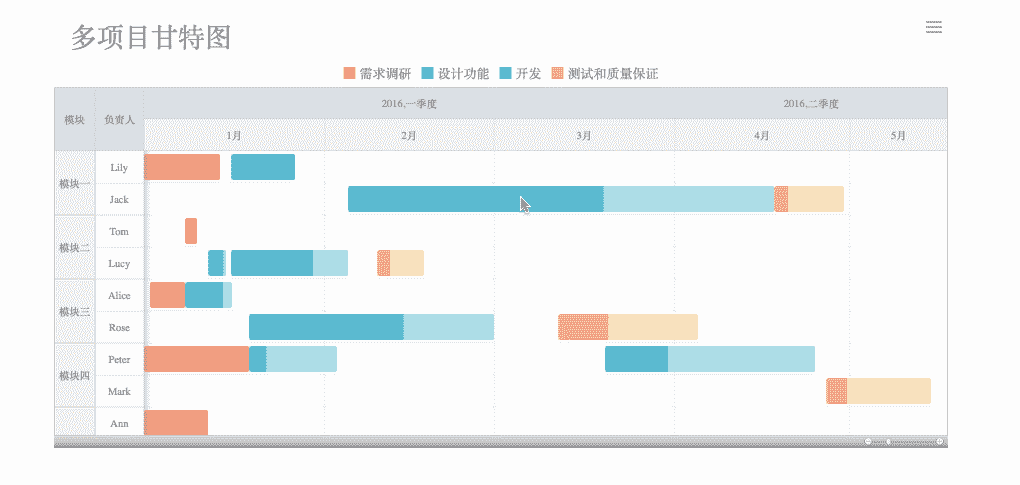 多项目甘特图
需求调研 设计功能 开发 测试和质量保证
模块 负责人 2016,一季度 2016,二季度
1月 2月 3月 4月 5月
模块一 Lily
Jack
模块二 Tom
Lucy
模块三 Alice
Rose
模块四 Peter
Mark
Ann